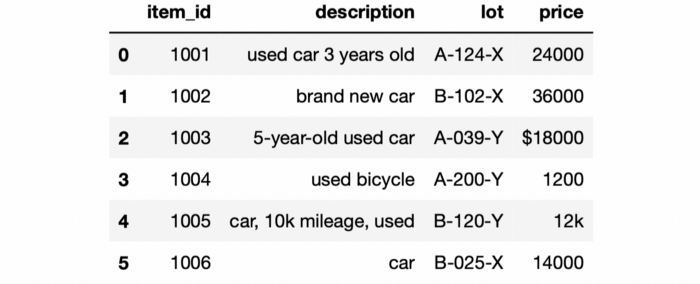 item_id description lot price
0 1001 used car 3 years old A-124-X 24000
1 1002 brand new car B-102-X 36000
2 1003 5-year-old used car A-039-Y $18000
3 1004 used bicycle A-200-Y 1200
4 1005 car, 10k mileage, used B-120-Y 12k
5 1006 car B-025-X 14000